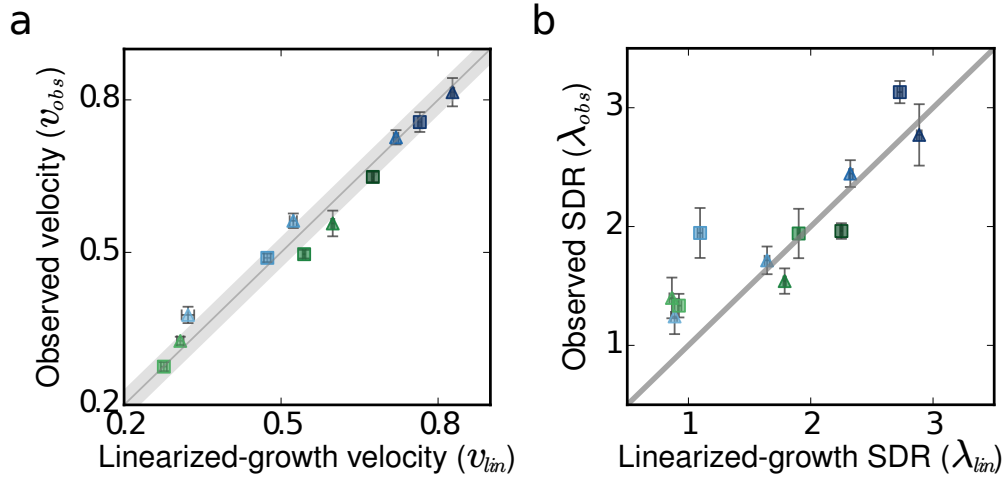 a
Observed velocity (v_obs)
0.8
0.5
0.2
0.2 0.5 0.8
Linearized-growth velocity (v_lin)
b
Observed SDR (λ_obs)
3
2
1
1 2 3
Linearized-growth SDR (λ_lin)